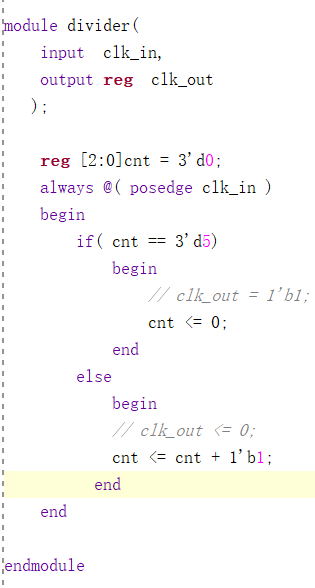 module divider(
input clk_in,
output reg clk_out
);
reg [2:0]cnt = 3'd0;
always @( posedge clk_in )
begin
if( cnt == 3'd5)
begin
// clk_out = 1'b1;
cnt <= 0;
end
else
begin
// clk_out <= 0;
cnt <= cnt + 1'b1;
end
end
endmodule